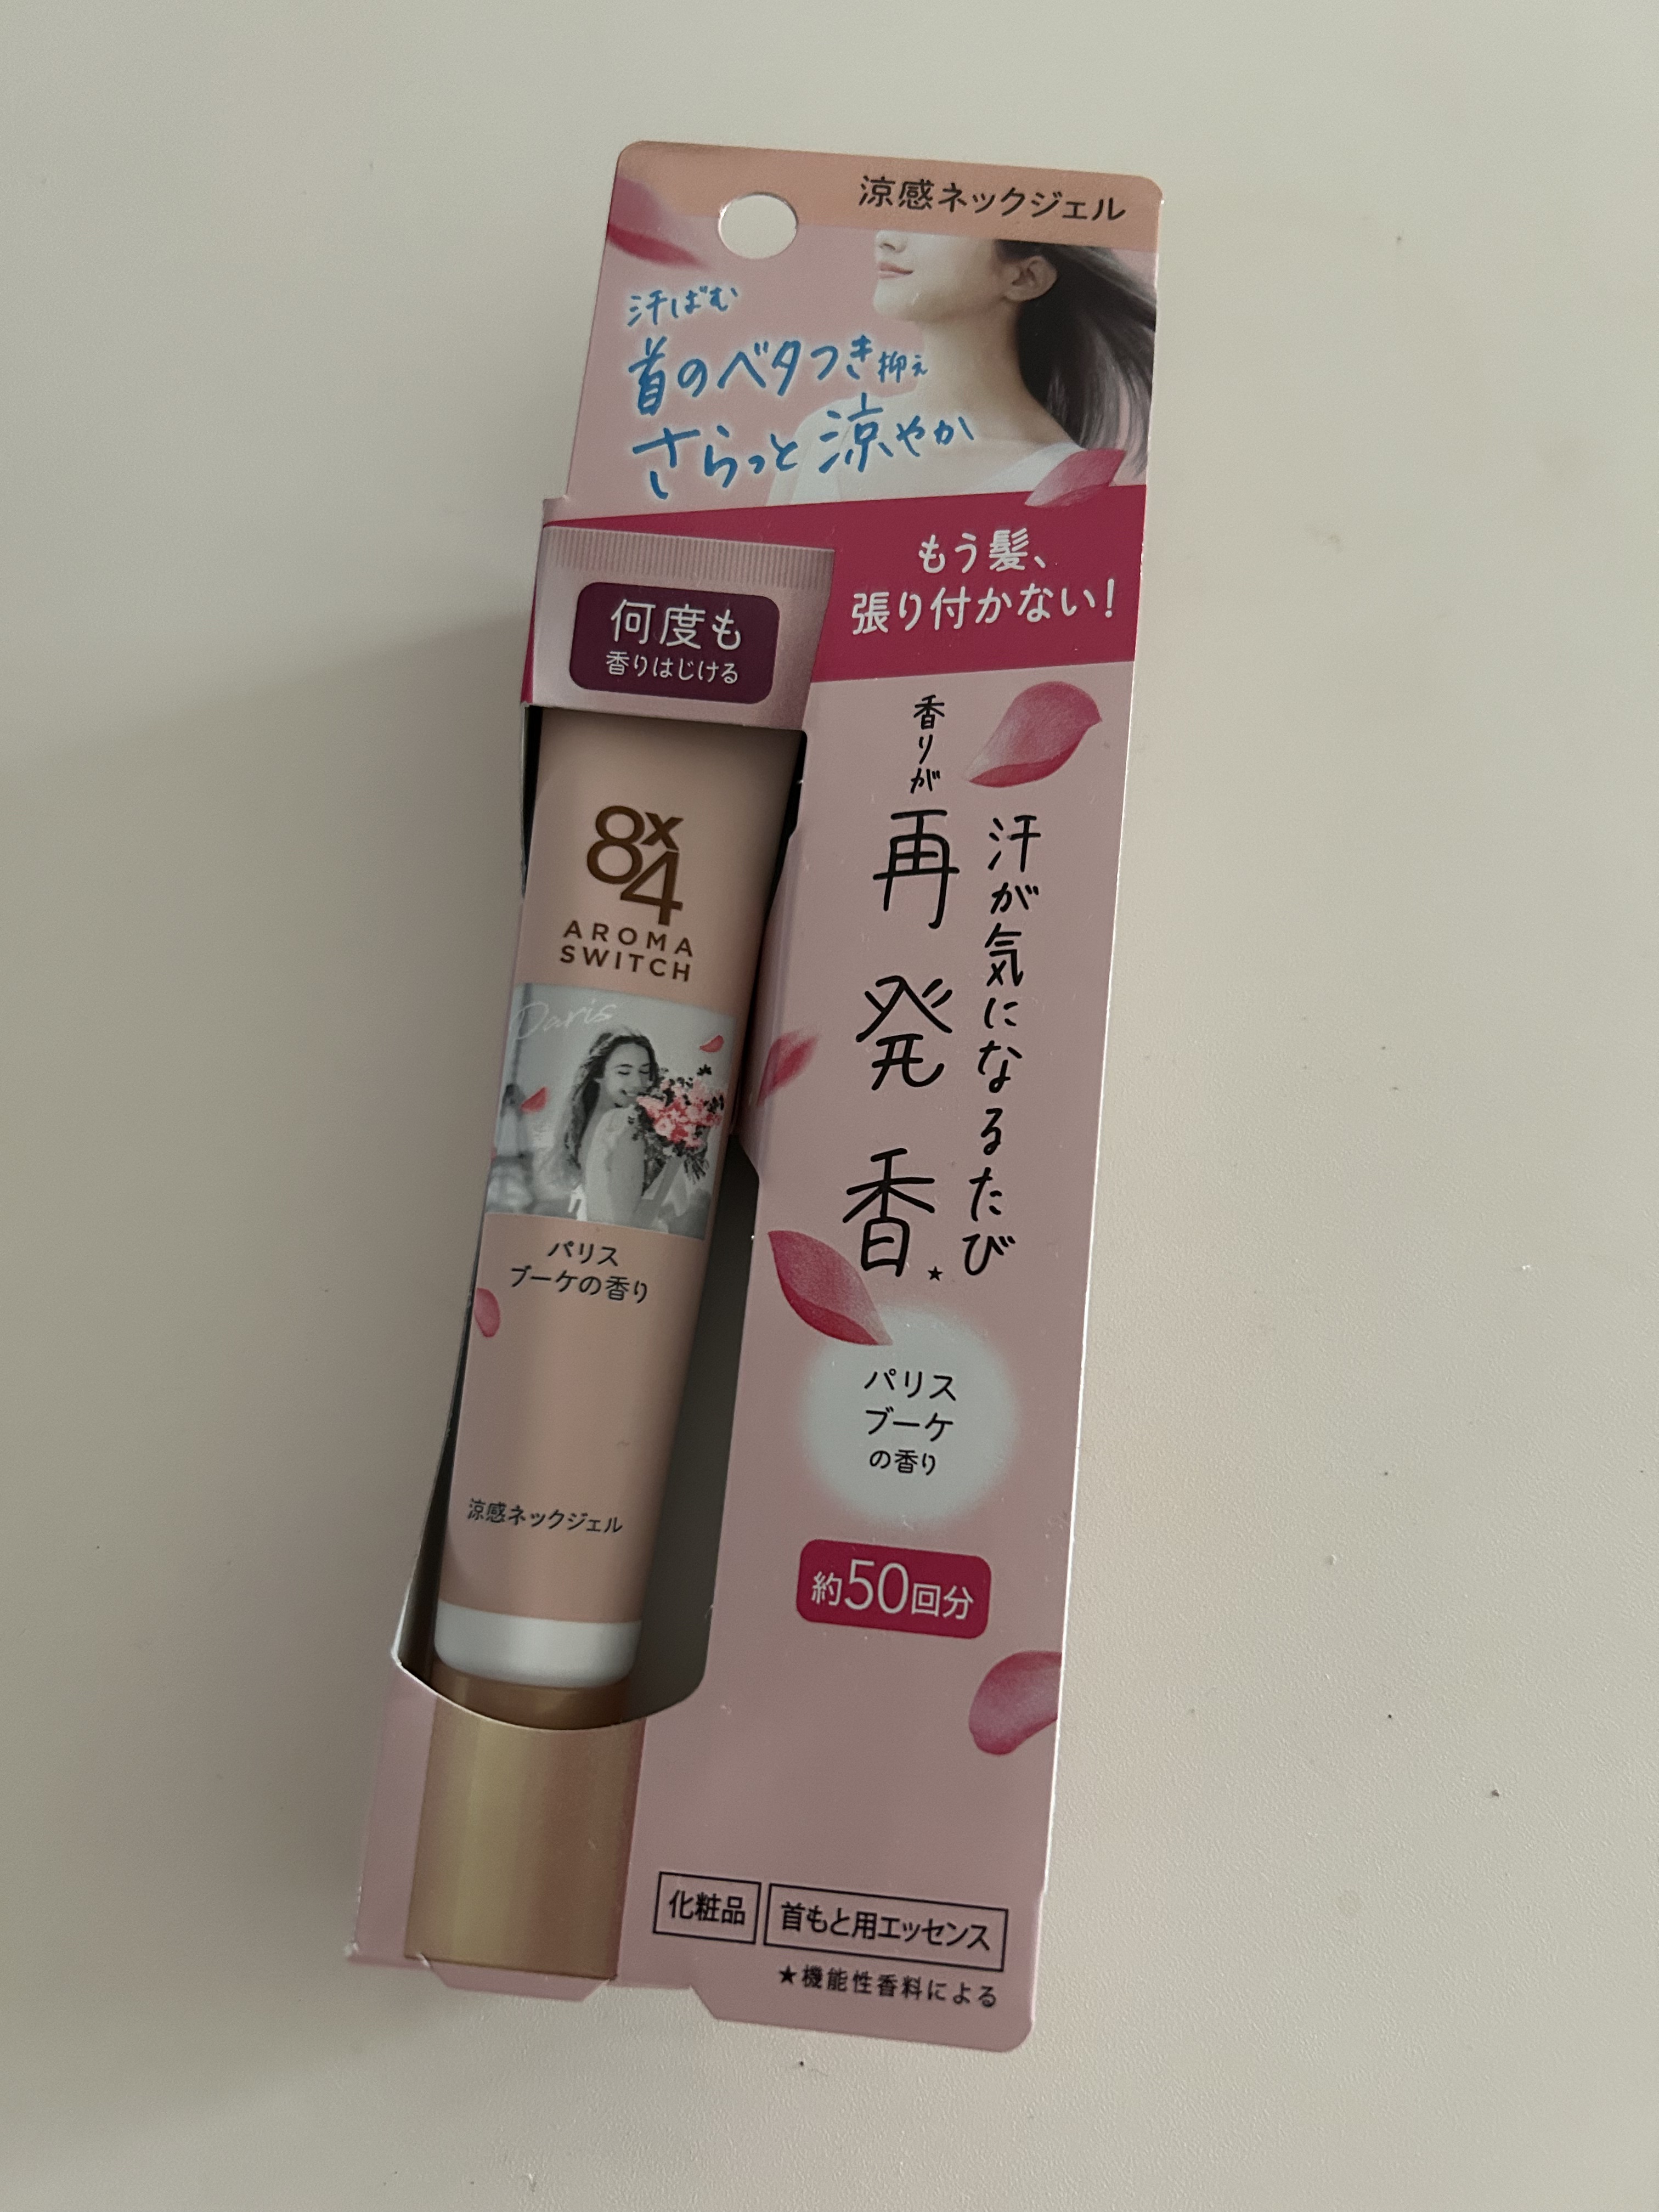 涼感ネックジェル
汗ばむ
首のベタつき抑え
さらっと涼やか
もう髪、
張り付かない!
何度も
香りはじける
汗が気になるたび
香りが
再発香★
8x4
AROMA
SWITCH
Paris
パリス
ブーケの香り
涼感ネックジェル
パリス
ブーケ
の香り
約50回分
化粧品 首もと用エッセンス
★機能性香料による